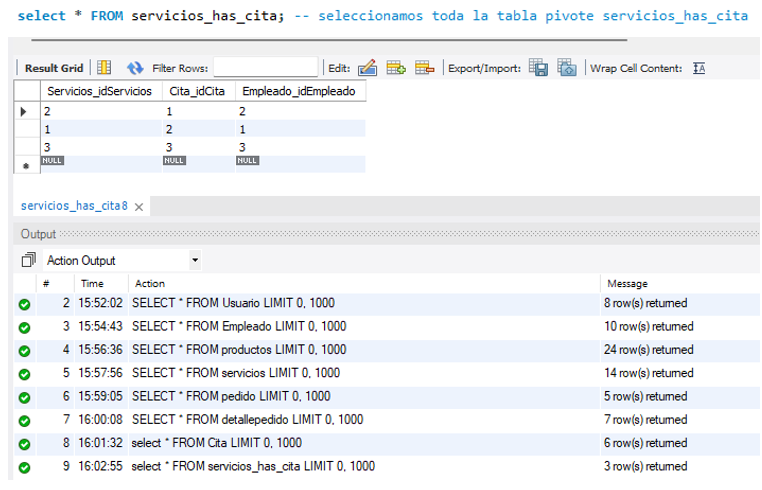 select * FROM servicios_has_cita; -- seleccionamos toda la tabla pivote servicios_has_cita
Result Grid Filter Rows: Edit: Export/Import: Wrap Cell Content:
Servicios_idServicios Cita_idCita Empleado_idEmpleado
2 1 2
1 2 1
3 3 3
NULL NULL NULL
servicios_has_cita8
Output
Action Output
# Time Action Message
2 15:52:02 SELECT * FROM Usuario LIMIT 0, 1000 8 row(s) returned
3 15:54:43 SELECT * FROM Empleado LIMIT 0, 1000 10 row(s) returned
4 15:56:36 SELECT * FROM productos LIMIT 0, 1000 24 row(s) returned
5 15:57:56 SELECT * FROM servicios LIMIT 0, 1000 14 row(s) returned
6 15:59:05 SELECT * FROM pedido LIMIT 0, 1000 5 row(s) returned
7 16:00:08 SELECT * FROM detallepedido LIMIT 0, 1000 7 row(s) returned
8 16:01:32 select * FROM Cita LIMIT 0, 1000 6 row(s) returned
9 16:02:55 select * FROM servicios_has_cita LIMIT 0, 1000 3 row(s) returned